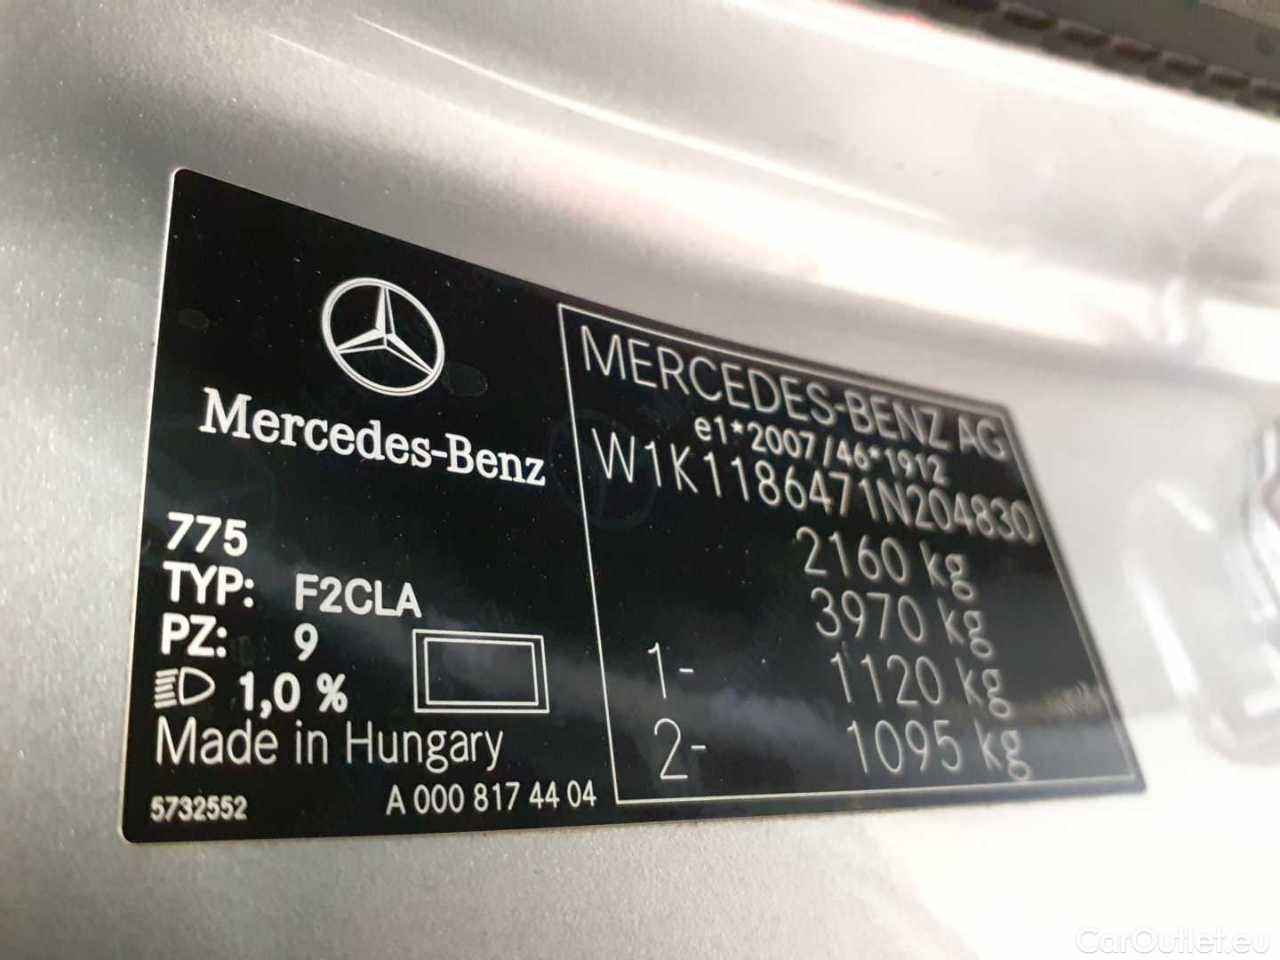 Mercedes-Benz
775
TYP: F2CLA
PZ: 9
1,0 %
Made in Hungary
5732552
A 000 817 44 04
MERCEDES-BENZ AG
e1*2007/46*1912
W1K1186471N204830
2160 kg
3970 kg
1- 1120 kg
2- 1095 kg
CarOutlet.eu